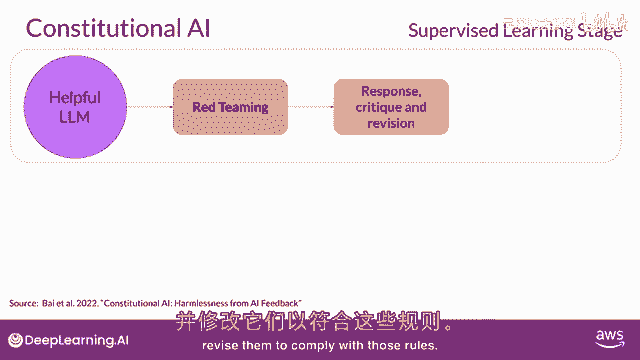 Constitutional AI
Supervised Learning Stage
Helpful
LLM
Red Teaming
Response,
critique and
revision
Source: Bai et al. 2022, "Constitutional AI: Harmlessness from AI Feedback"
并修改它们以符合这些规则。
revise them to comply with those rules.
DeepLearning.AI
aws